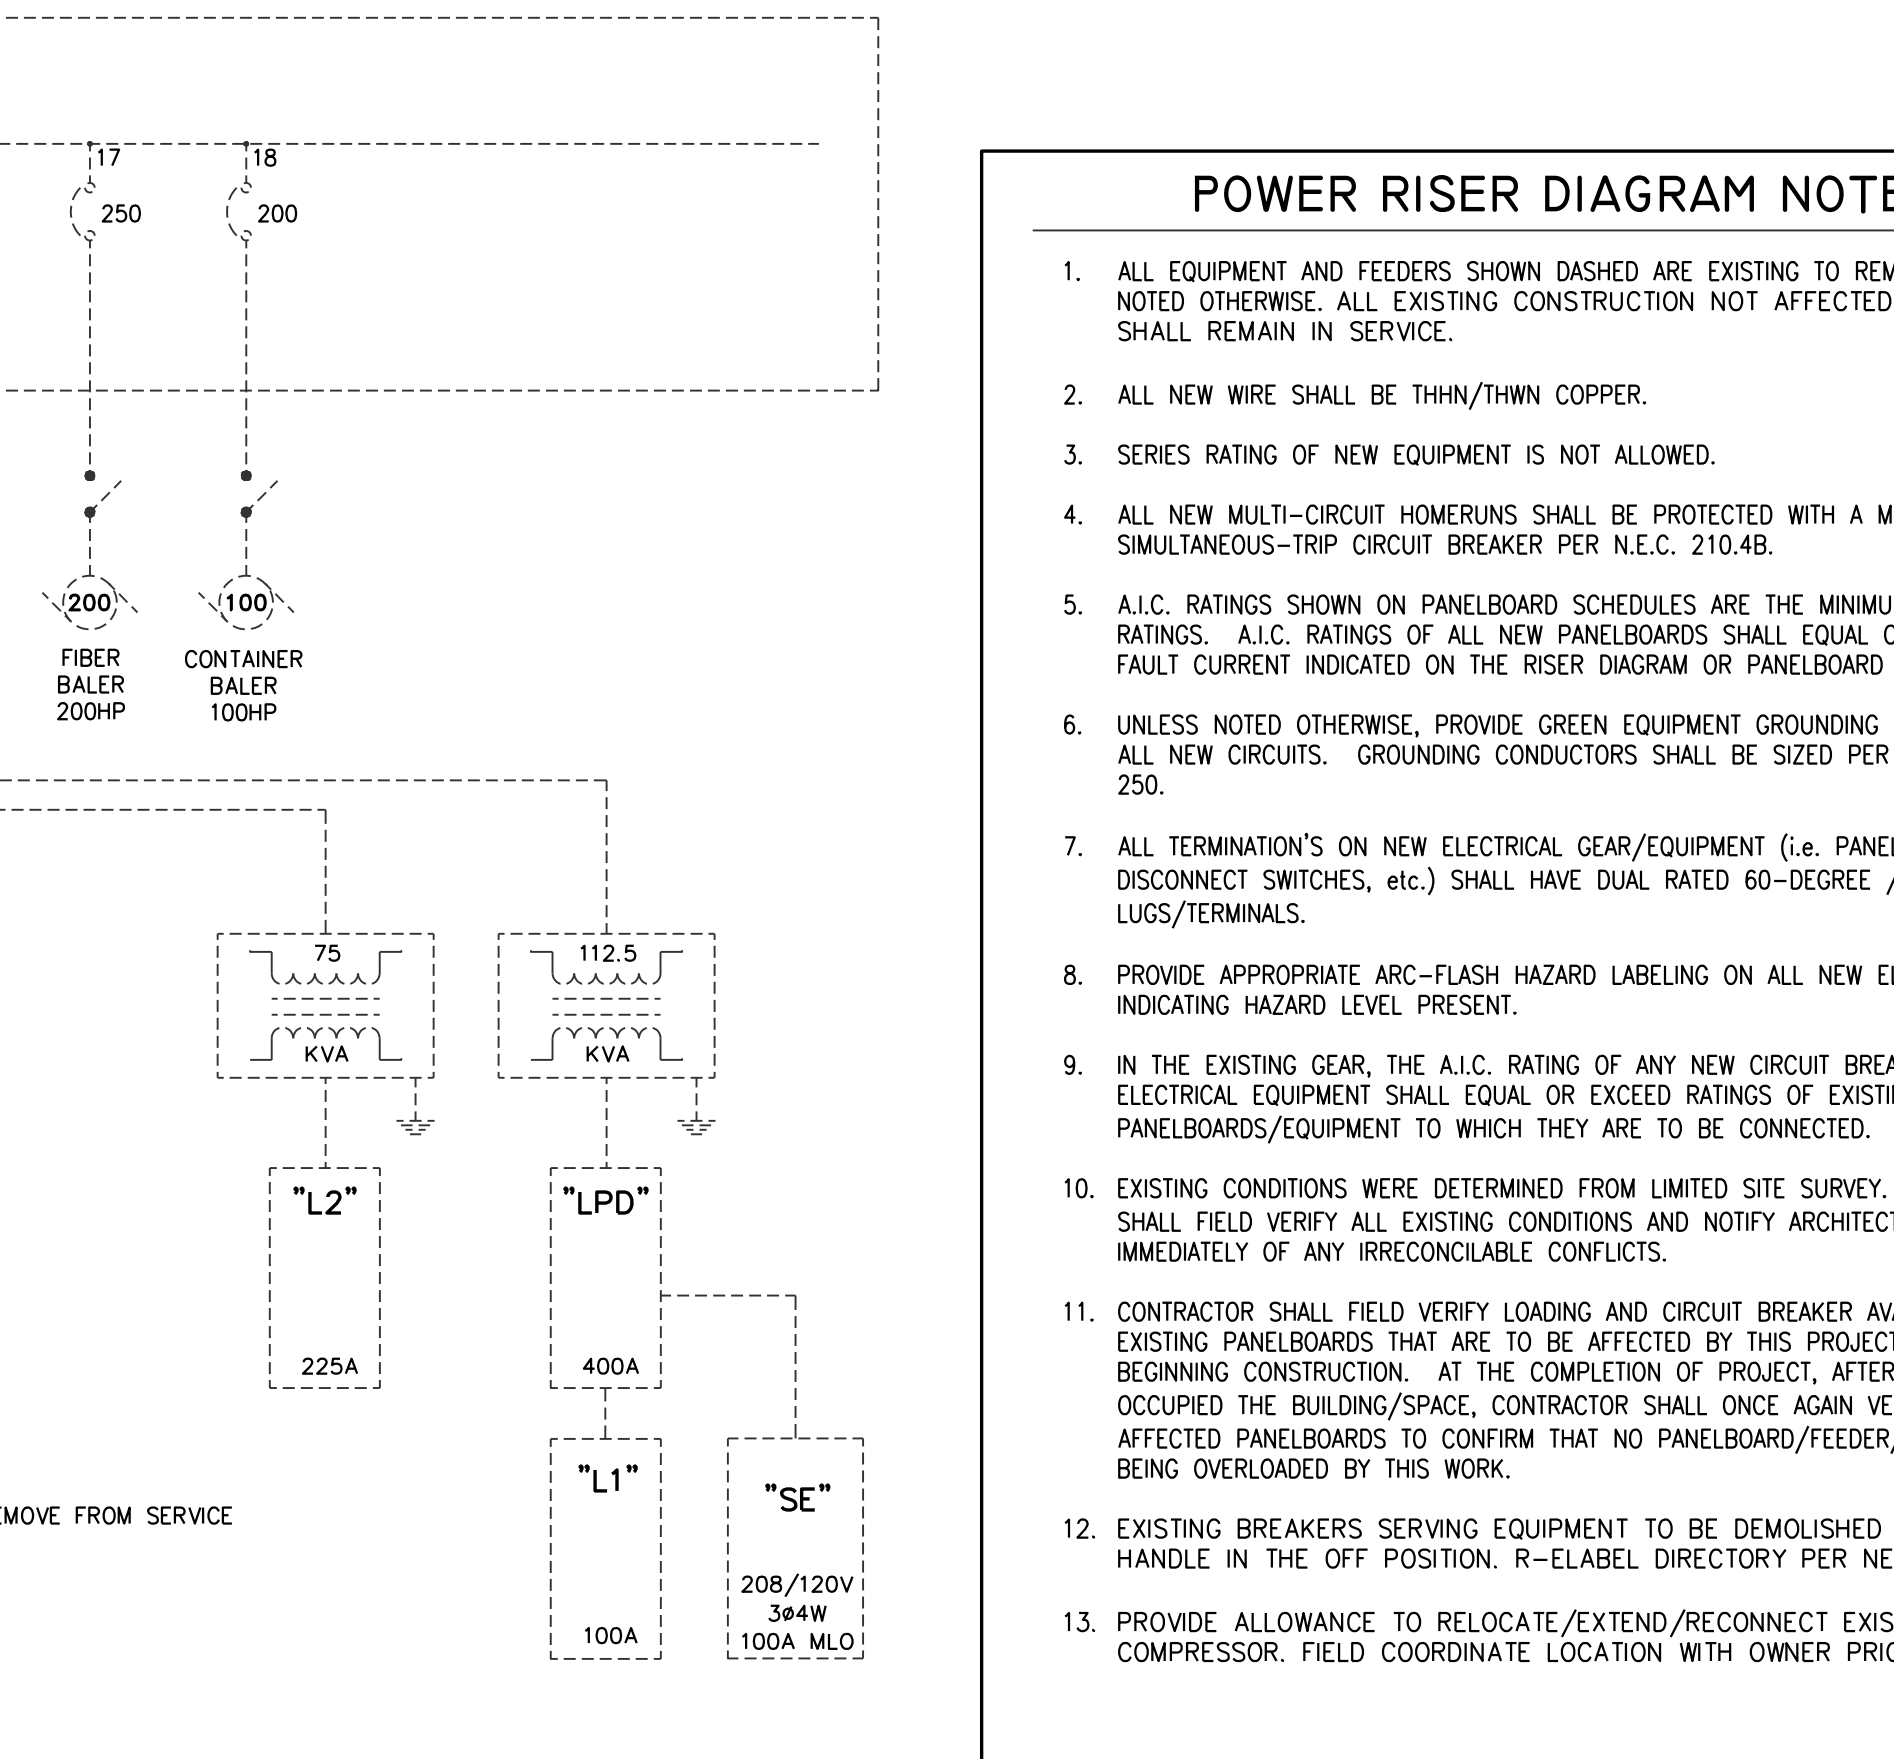 17
18
250
200
200
100
FIBER
BALER
200HP
CONTAINER
BALER
100HP
75
KVA
112.5
KVA
"L2"
225A
"LPD"
400A
"L1"
100A
"SE"
208/120V
3ø4W
100A MLO
FROM SERVICE
POWER RISER DIAGRAM
1. ALL EQUIPMENT AND FEEDERS SHOWN DASHED ARE EXISTING TO
NOTED OTHERWISE. ALL EXISTING CONSTRUCTION NOT AFFECTED
SHALL REMAIN IN SERVICE.
2. ALL NEW WIRE SHALL BE THHN/THWN COPPER.
3. SERIES RATING OF NEW EQUIPMENT IS NOT ALLOWED.
4. ALL NEW MULTI-CIRCUIT HOMERUNS SHALL BE PROTECTED WITH A
SIMULTANEOUS-TRIP CIRCUIT BREAKER PER N.E.C. 210.4B.
5. A.I.C. RATINGS SHOWN ON PANELBOARD SCHEDULES ARE THE
RATINGS. A.I.C. RATINGS OF ALL NEW PANELBOARDS SHALL EQUAL
FAULT CURRENT INDICATED ON THE RISER DIAGRAM OR PANELBOARD
6. UNLESS NOTED OTHERWISE, PROVIDE GREEN EQUIPMENT GROUNDING
ALL NEW CIRCUITS. GROUNDING CONDUCTORS SHALL BE SIZED PER
250.
7. ALL TERMINATION'S ON NEW ELECTRICAL GEAR/EQUIPMENT (i.e.
DISCONNECT SWITCHES, etc.) SHALL HAVE DUAL RATED 60-DEGREE /
LUGS/TERMINALS.
8. PROVIDE APPROPRIATE ARC-FLASH HAZARD LABELING ON ALL NEW
INDICATING HAZARD LEVEL PRESENT.
9. IN THE EXISTING GEAR, THE A.I.C. RATING OF ANY NEW CIRCUIT
ELECTRICAL EQUIPMENT SHALL EQUAL OR EXCEED RATINGS OF
PANELBOARDS/EQUIPMENT TO WHICH THEY ARE TO BE CONNECTED.
10. EXISTING CONDITIONS WERE DETERMINED FROM LIMITED SITE SURVEY.
SHALL FIELD VERIFY ALL EXISTING CONDITIONS AND NOTIFY ARCHITECT
IMMEDIATELY OF ANY IRRECONCILABLE CONFLICTS.
11. CONTRACTOR SHALL FIELD VERIFY LOADING AND CIRCUIT BREAKER
EXISTING PANELBOARDS THAT ARE TO BE AFFECTED BY THIS PROJECT
BEGINNING CONSTRUCTION. AT THE COMPLETION OF PROJECT, AFTER
OCCUPIED THE BUILDING/SPACE, CONTRACTOR SHALL ONCE AGAIN
AFFECTED PANELBOARDS TO CONFIRM THAT NO PANELBOARD/FEEDER/
BEING OVERLOADED BY THIS WORK.
12. EXISTING BREAKERS SERVING EQUIPMENT TO BE DEMOLISHED
HANDLE IN THE OFF POSITION. R-ELABEL DIRECTORY PER
13. PROVIDE ALLOWANCE TO RELOCATE/EXTEND/RECONNECT
COMPRESSOR. FIELD COORDINATE LOCATION WITH OWNER